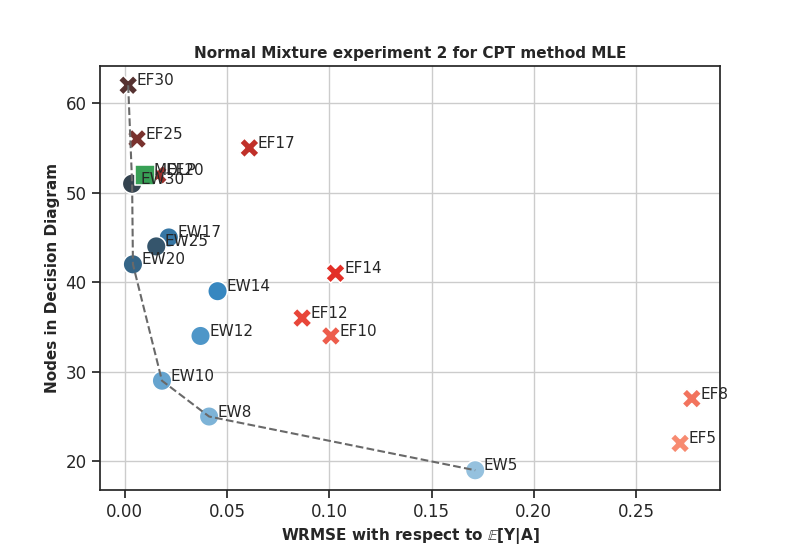 Normal Mixture experiment 2 for CPT method MLE
Nodes in Decision Diagram
60
50
40
30
20
EF30
EF25
EF17
MDLP
EF20
EW30
EW17
EW25
EW20
EF14
EW14
EF12
EW12
EF10
EW10
EF8
EW8
EF5
EW5
0.00
0.05
0.10
0.15
0.20
0.25
WRMSE with respect to 𝔼[Y|A]